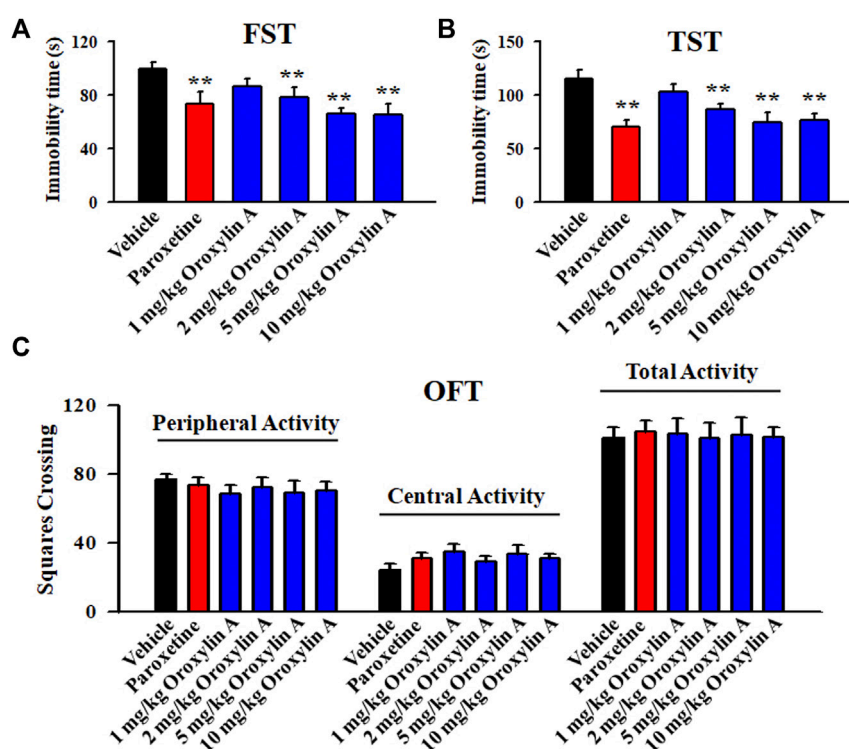 A
FST
Immobility time (s)
120
80
40
0
**
**
**
**
Vehicle
Paroxetine
1 mg/kg Oroxylin A
2 mg/kg Oroxylin A
5 mg/kg Oroxylin A
10 mg/kg Oroxylin A
B
TST
Immobility time (s)
150
100
50
0
**
**
**
**
Vehicle
Paroxetine
1 mg/kg Oroxylin A
2 mg/kg Oroxylin A
5 mg/kg Oroxylin A
10 mg/kg Oroxylin A
C
OFT
Squares Crossing
120
80
40
0
Peripheral Activity
Central Activity
Total Activity
Vehicle
Paroxetine
1 mg/kg Oroxylin A
2 mg/kg Oroxylin A
5 mg/kg Oroxylin A
10 mg/kg Oroxylin A
Vehicle
Paroxetine
1 mg/kg Oroxylin A
2 mg/kg Oroxylin A
5 mg/kg Oroxylin A
10 mg/kg Oroxylin A
Vehicle
Paroxetine
1 mg/kg Oroxylin A
2 mg/kg Oroxylin A
5 mg/kg Oroxylin A
10 mg/kg Oroxylin A